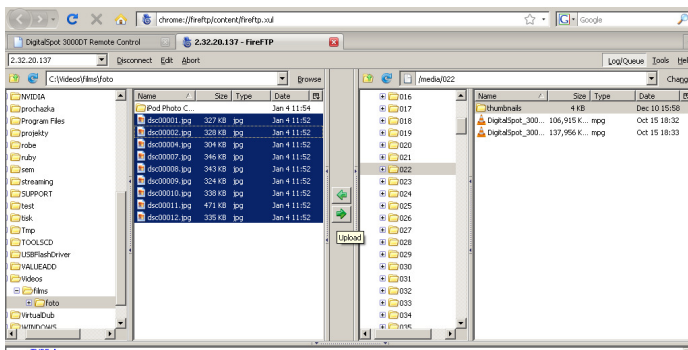 chrome://fireftp/content/fireftp.xul
Google
DigitalSpot 3000DT Remote Control
2.32.20.137 - FireFTP
2.32.20.137 Disconnect Edit Abort Log/Queue Tools Help
C:\Videos\films\foto Browse /media/022
Name Size Type Date
NVIDIA
prochazka
Program Files
projekty
robe
ruby
sem
streaming
SUPPORT
test
tisk
Tmp
TOOLSCD
USBFlashDriver
VALUEADD
Videos
films
foto
VirtualDub
WINDOWS
iPod Photo C... Jan 4 11:54
dsc00001.jpg 327 KB jpg Jan 4 11:52
dsc00002.jpg 328 KB jpg Jan 4 11:52
dsc00004.jpg 304 KB jpg Jan 4 11:52
dsc00007.jpg 346 KB jpg Jan 4 11:52
dsc00008.jpg 343 KB jpg Jan 4 11:52
dsc00009.jpg 324 KB jpg Jan 4 11:52
dsc00010.jpg 338 KB jpg Jan 4 11:52
dsc00011.jpg 471 KB jpg Jan 4 11:52
dsc00012.jpg 335 KB jpg Jan 4 11:52
Upload
016
017
018
019
020
021
022
023
024
025
026
027
028
029
030
031
032
033
034
035
Name Size Type Date
thumbnails 4 KB Dec 10 15:58
DigitalSpot_300... 106,915 K... mpg Oct 15 18:32
DigitalSpot_300... 137,956 K... mpg Oct 15 18:33